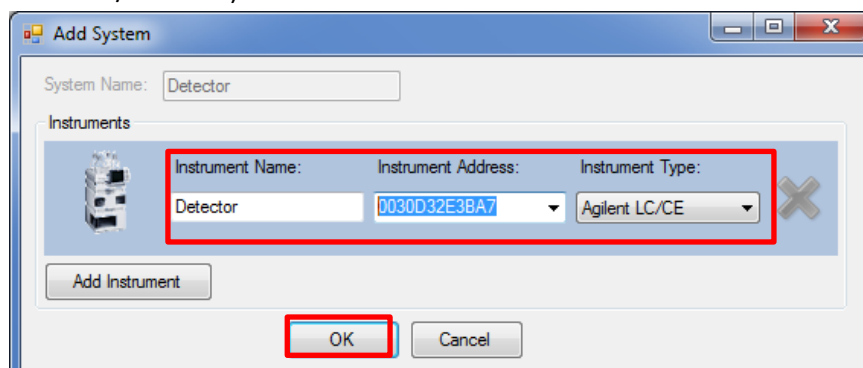 Add System
System Name: Detector
Instruments
Instrument Name: Instrument Address: Instrument Type:
Detector 0030D32E3BA7 Agilent LC/CE
Add Instrument
OK Cancel